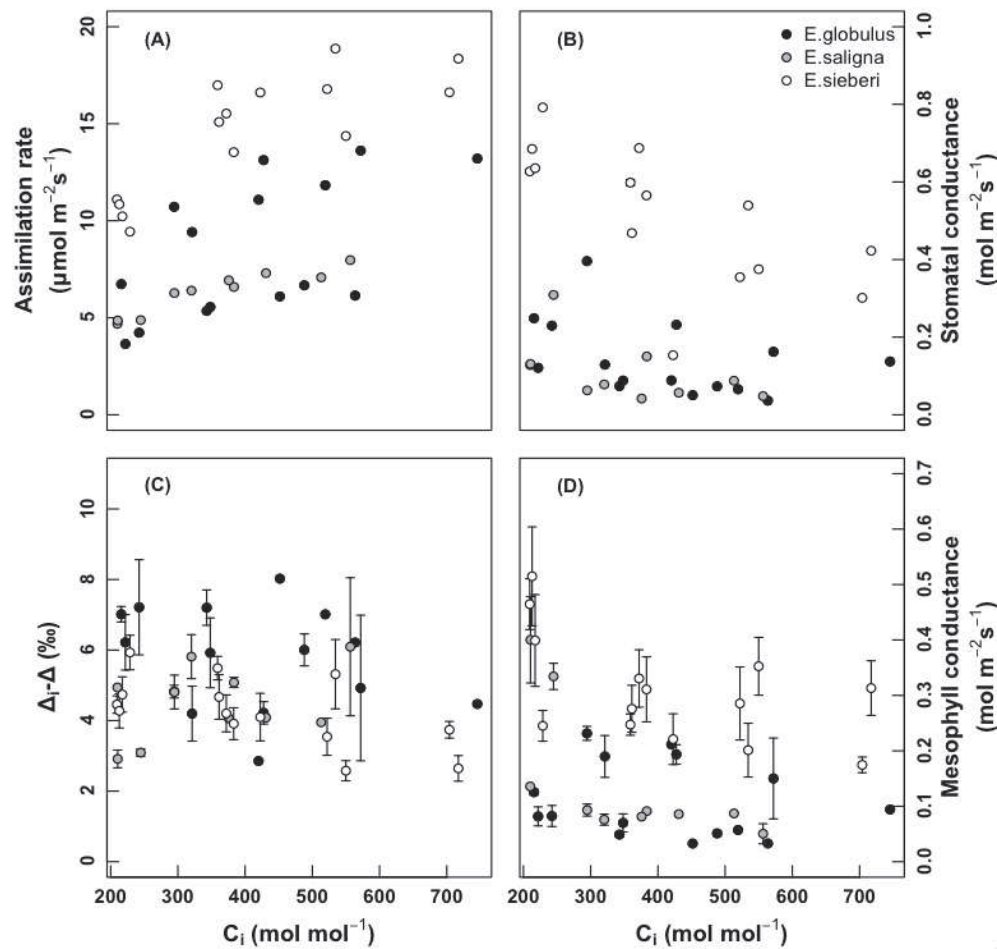 (A)
20
15
10
5
0
Assimilation rate
(µmol m⁻²s⁻¹)
(B)
E.globulus
E.saligna
E.sieberi
1.0
0.8
0.6
0.4
0.2
0.0
Stomatal conductance
(mol m⁻²s⁻¹)
(C)
10
8
6
4
2
0
Δi-Δ (‰)
200 300 400 500 600 700
Ci (mol mol⁻¹)
(D)
0.7
0.6
0.5
0.4
0.3
0.2
0.1
0.0
Mesophyll conductance
(mol m⁻²s⁻¹)
200 300 400 500 600 700
Ci (mol mol⁻¹)